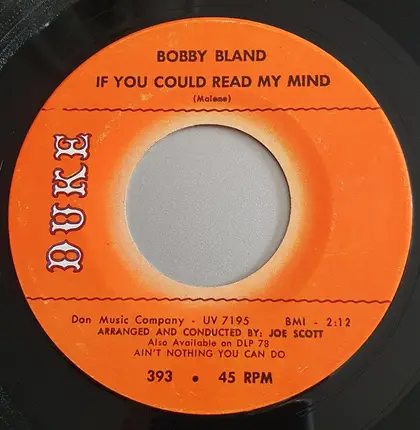 BOBBY BLAND
IF YOU COULD READ MY MIND
(Malone)
DUKE
Don Music Company - UV 7195 BMI - 2:12
ARRANGED AND CONDUCTED BY: JOE SCOTT
Also Available on DLP 78
AIN'T NOTHING YOU CAN DO
393 • 45 RPM